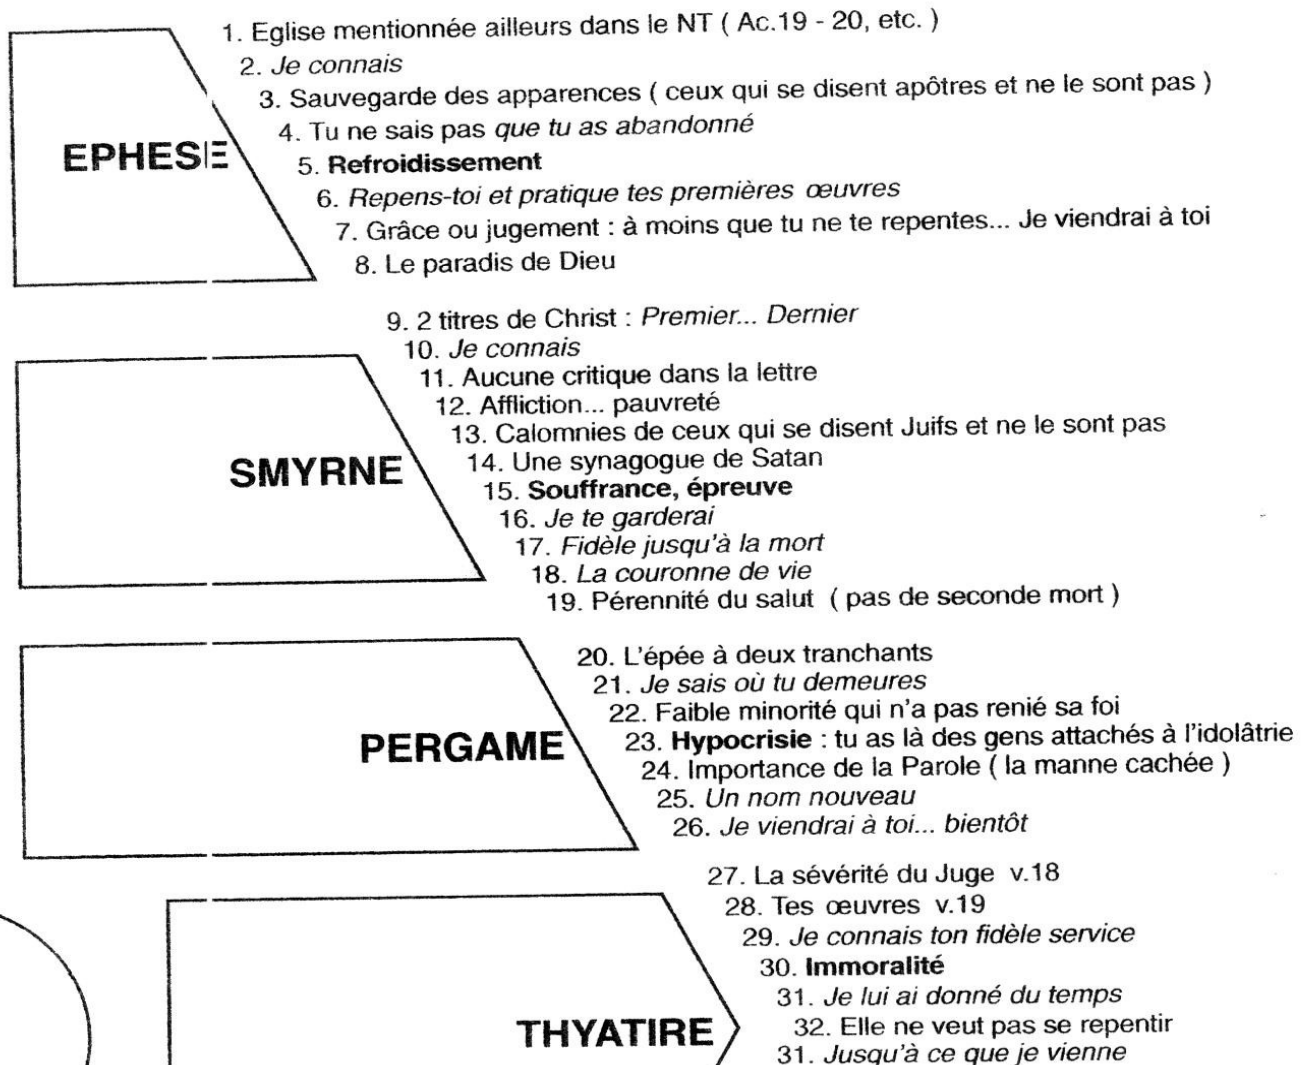 1. Eglise mentionnée ailleurs dans le NT ( Ac.19 - 20, etc. )
2. Je connais
3. Sauvegarde des apparences ( ceux qui se disent apôtres et ne le sont pas )
4. Tu ne sais pas que tu as abandonné
EPHESE
5. Refroidissement
6. Repens-toi et pratique tes premières œuvres
7. Grâce ou jugement : à moins que tu ne te repentes... Je viendrai à toi
8. Le paradis de Dieu
9. 2 titres de Christ : Premier... Dernier
10. Je connais
11. Aucune critique dans la lettre
12. Affliction... pauvreté
13. Calomnies de ceux qui se disent Juifs et ne le sont pas
SMYRNE
14. Une synagogue de Satan
15. Souffrance, épreuve
16. Je te garderai
17. Fidèle jusqu'à la mort
18. La couronne de vie
19. Pérennité du salut ( pas de seconde mort )
20. L'épée à deux tranchants
21. Je sais où tu demeures
22. Faible minorité qui n'a pas renié sa foi
PERGAME
23. Hypocrisie : tu as là des gens attachés à l'idolâtrie
24. Importance de la Parole ( la manne cachée )
25. Un nom nouveau
26. Je viendrai à toi... bientôt
27. La sévérité du Juge v.18
28. Tes œuvres v.19
29. Je connais ton fidèle service
30. Immoralité
31. Je lui ai donné du temps
THYATIRE
32. Elle ne veut pas se repentir
31. Jusqu'à ce que je vienne